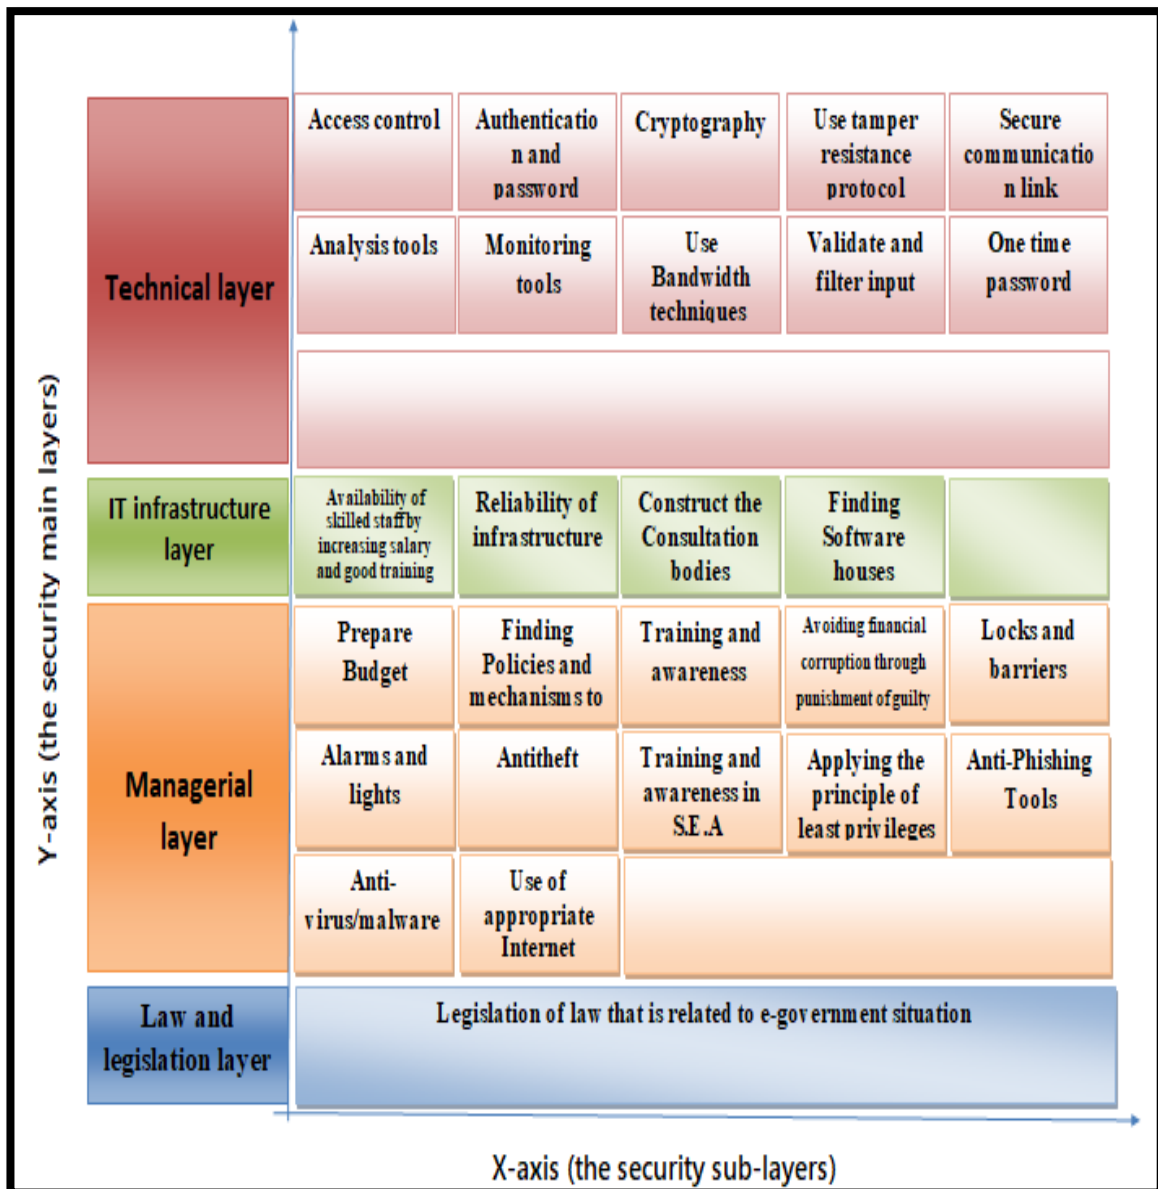 Y-axis (the security main layers)
Technical layer
Access control
Authenticatio
n and
password
Cryptography
Use tamper
resistance
protocol
Secure
communicatio
n link
Analysis tools
Monitoring
tools
Use
Bandwidth
techniques
Validate and
filter input
One time
password
IT infrastructure
layer
Availability of
skilled staff by
increasing salary
and good training
Reliability of
infrastructure
Construct the
Consultation
bodies
Finding
Software
houses
Managerial
layer
Prepare
Budget
Finding
Policies and
mechanisms to
Training and
awareness
Avoiding financial
corruption through
punishment of guilty
Locks and
barriers
Alarms and
lights
Antitheft
Training and
awareness in
S.E.A
Applying the
principle of
least privileges
Anti-Phishing
Tools
Anti-
virus/malware
Use of
appropriate
Internet
Law and
legislation layer
Legislation of law that is related to e-government situation
X-axis (the security sub-layers)